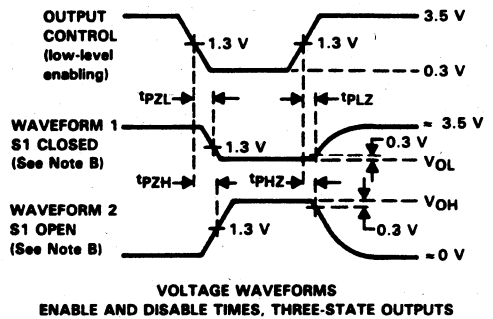 OUTPUT
CONTROL
(low-level
enabling)
3.5 V
1.3 V
1.3 V
0.3 V
tPZL
tPLZ
WAVEFORM 1
S1 CLOSED
(See Note B)
≈ 3.5 V
1.3 V
0.3 V
VOL
tPZH
tPHZ
VOH
WAVEFORM 2
S1 OPEN
(See Note B)
1.3 V
0.3 V
≈0 V
VOLTAGE WAVEFORMS
ENABLE AND DISABLE TIMES, THREE-STATE OUTPUTS